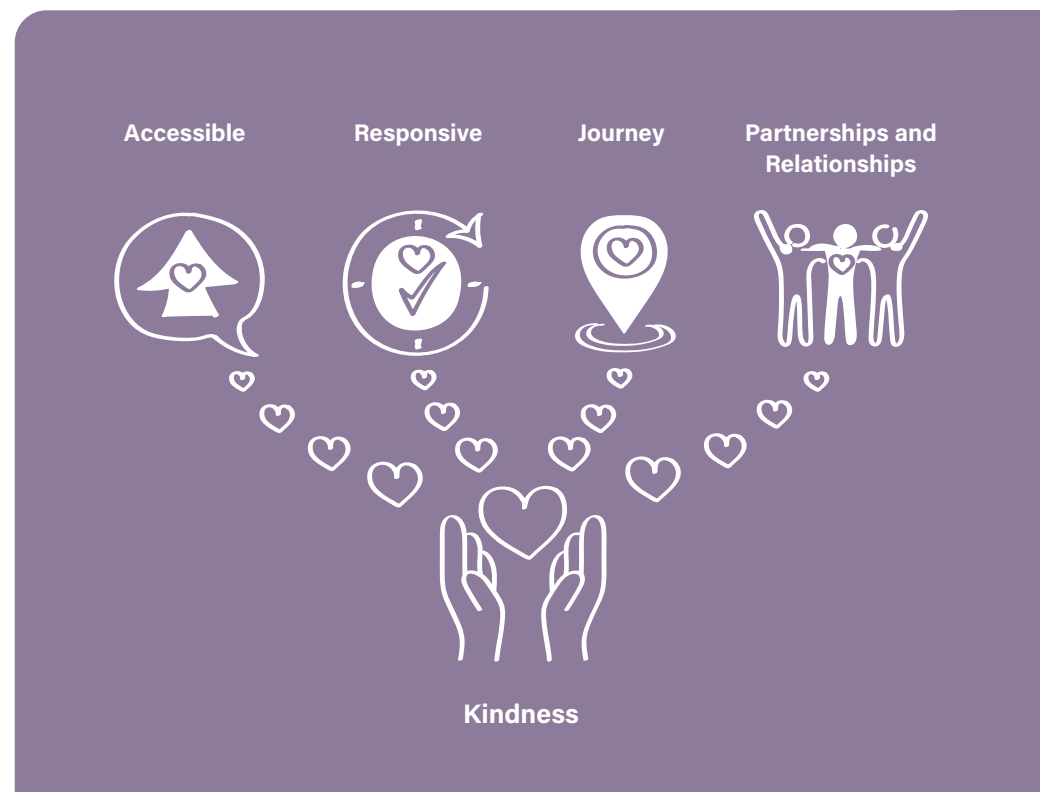 Accessible
Responsive
Journey
Partnerships and
Relationships
Kindness